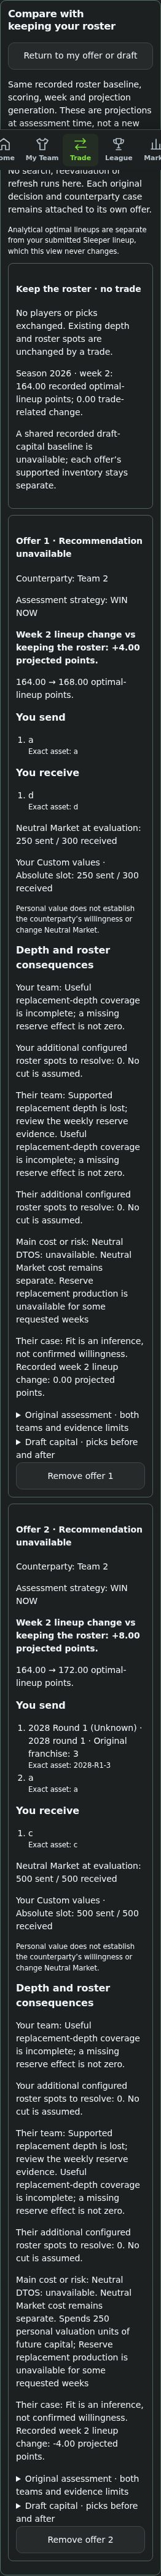 Compare with
keeping your roster
Return to my offer or draft
Same recorded roster baseline,
scoring, week and projection
generation. These are projections
at assessment time, not a new
ome
My Team
Trade
League
Mark
No search, reevaluation or
refresh runs here. Each original
decision and counterparty case
remains attached to its own offer.
Analytical optimal lineups are separate
from your submitted Sleeper lineup,
which this view never changes.
Keep the roster · no trade
No players or picks
exchanged. Existing depth
and roster spots are
unchanged by a trade.
Season 2026 · week 2:
164.00 recorded optimal-
lineup points; 0.00 trade-
related change.
A shared recorded draft-
capital baseline is
unavailable; each offer's
supported inventory stays
separate.
Offer 1 · Recommendation
unavailable
Counterparty: Team 2
Assessment strategy: WIN
NOW
Week 2 lineup change vs
keeping the roster: +4.00
projected points.
164.00 → 168.00 optimal-
lineup points.
You send
1. a
Exact asset: a
You receive
1. d
Exact asset: d
Neutral Market at evaluation:
250 sent / 300 received
Your Custom values ·
Absolute slot: 250 sent / 300
received
Personal value does not establish
the counterparty's willingness or
change Neutral Market.
Depth and roster
consequences
Your team: Useful
replacement-depth coverage
is incomplete; a missing
reserve effect is not zero.
Your additional configured
roster spots to resolve: 0. No
cut is assumed.
Their team: Supported
replacement depth is lost;
review the weekly reserve
evidence. Useful
replacement-depth coverage
is incomplete; a missing
reserve effect is not zero.
Their additional configured
roster spots to resolve: 0. No
cut is assumed.
Main cost or risk: Neutral
DTOS: unavailable. Neutral
Market cost remains
separate. Reserve
replacement production is
unavailable for some
requested weeks
Their case: Fit is an inference,
not confirmed willingness.
Recorded week 2 lineup
change: 0.00 projected
points.
▶ Original assessment · both
teams and evidence limits
▶ Draft capital · picks before
and after
Remove offer 1
Offer 2 · Recommendation
unavailable
Counterparty: Team 2
Assessment strategy: WIN
NOW
Week 2 lineup change vs
keeping the roster: +8.00
projected points.
164.00 → 172.00 optimal-
lineup points.
You send
1. 2028 Round 1 (Unknown) ·
2028 round 1 · Original
franchise: 3
Exact asset: 2028-R1-3
2. a
Exact asset: a
You receive
1. c
Exact asset: c
Neutral Market at evaluation:
500 sent / 500 received
Your Custom values ·
Absolute slot: 500 sent / 500
received
Personal value does not establish
the counterparty's willingness or
change Neutral Market.
Depth and roster
consequences
Your team: Useful
replacement-depth coverage
is incomplete; a missing
reserve effect is not zero.
Your additional configured
roster spots to resolve: 0. No
cut is assumed.
Their team: Supported
replacement depth is lost;
review the weekly reserve
evidence. Useful
replacement-depth coverage
is incomplete; a missing
reserve effect is not zero.
Their additional configured
roster spots to resolve: 0. No
cut is assumed.
Main cost or risk: Neutral
DTOS: unavailable. Neutral
Market cost remains
separate. Spends 250
personal valuation units of
future capital; Reserve
replacement production is
unavailable for some
requested weeks
Their case: Fit is an inference,
not confirmed willingness.
Recorded week 2 lineup
change: -4.00 projected
points.
▶ Original assessment · both
teams and evidence limits
▶ Draft capital · picks before
and after
Remove offer 2